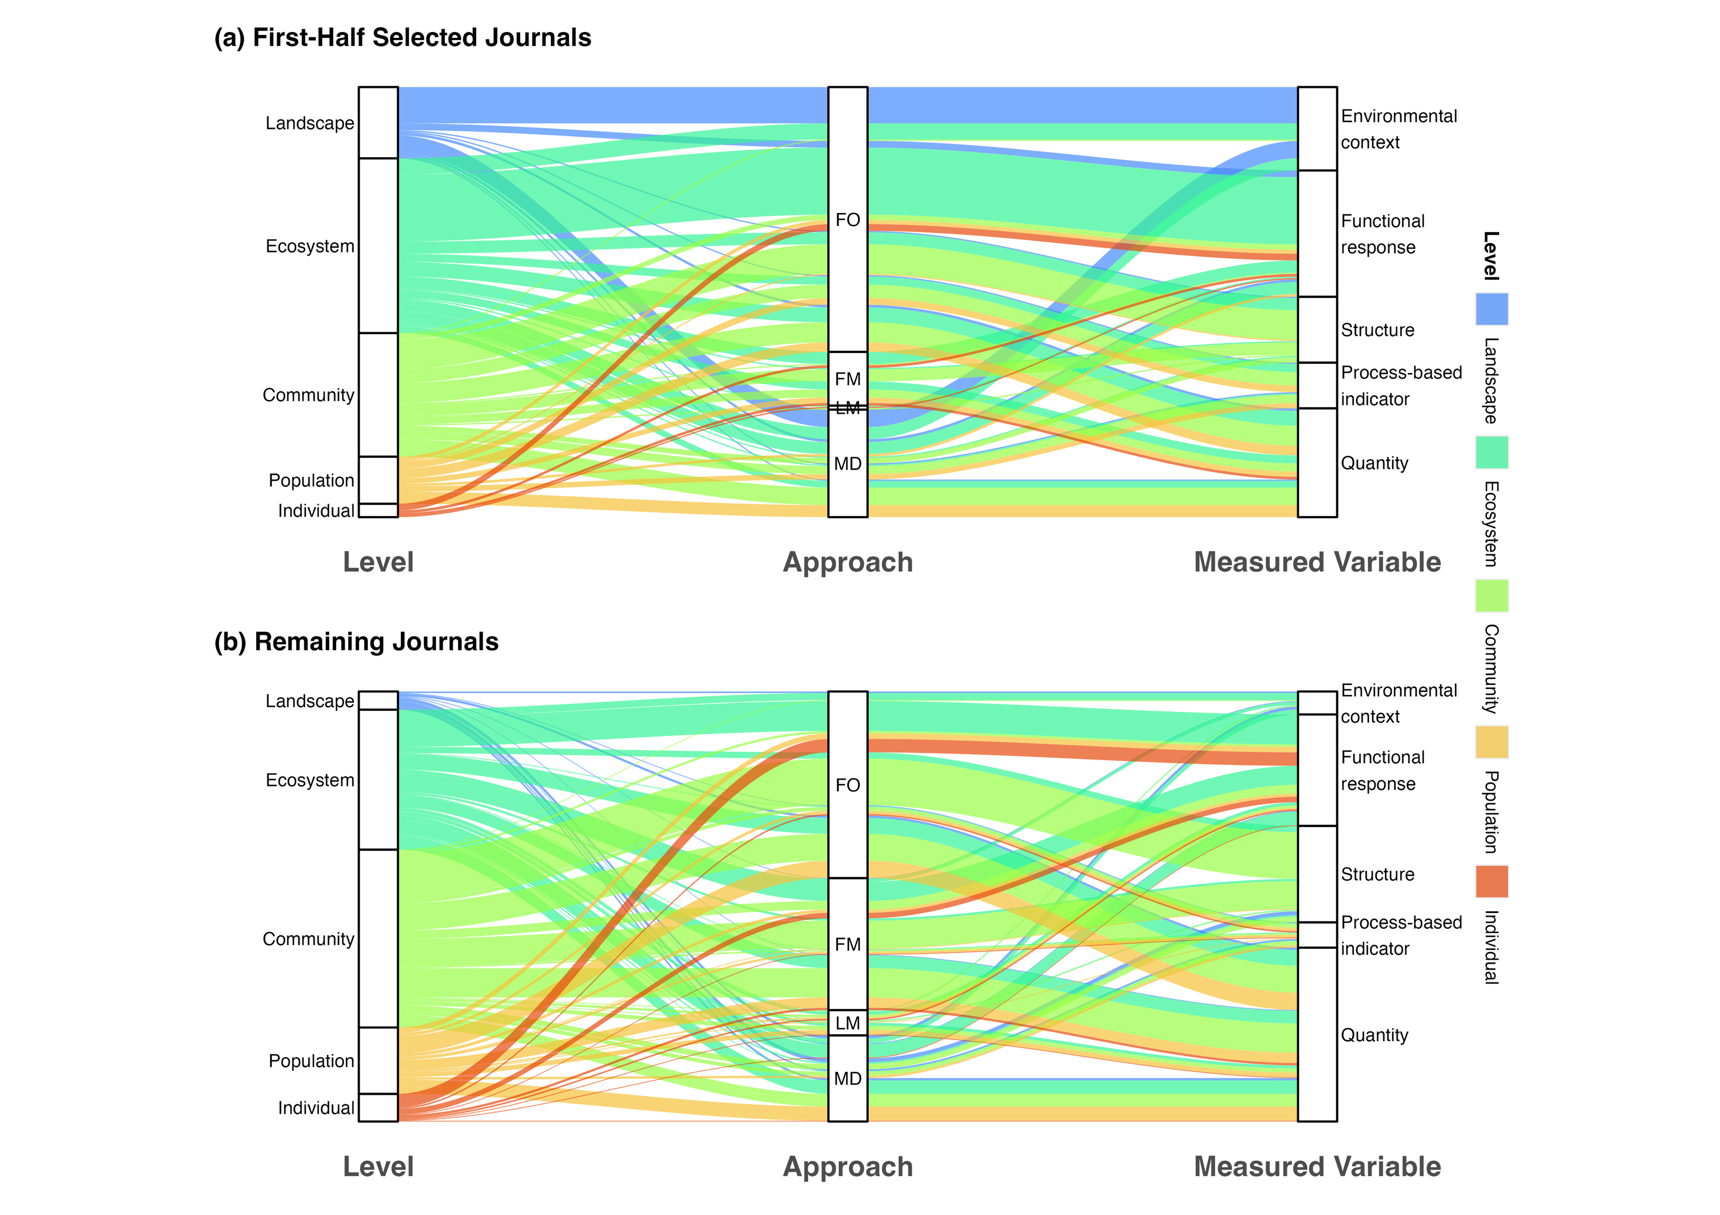 (a) First-Half Selected Journals
Landscape
Ecosystem
Community
Population
Individual
FO
FM
LM
MD
Environmental
context
Functional
response
Structure
Process-based
indicator
Quantity
Level
Approach
Measured Variable
(b) Remaining Journals
Landscape
Ecosystem
Community
Population
Individual
FO
FM
LM
MD
Environmental
context
Functional
response
Structure
Process-based
indicator
Quantity
Level
Approach
Measured Variable
Level
Landscape
Ecosystem
Community
Population
Individual